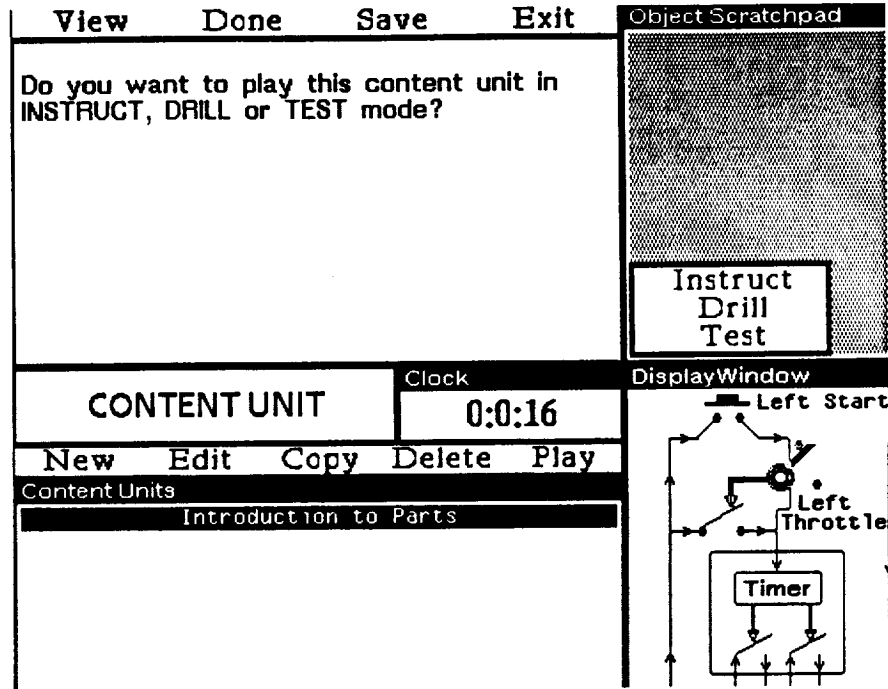 View Done Save Exit
Object Scratchpad
Do you want to play this content unit in
INSTRUCT, DRILL or TEST mode?
Instruct
Drill
Test
CONTENT UNIT
Clock
0:0:16
New Edit Copy Delete Play
Content Units
Introduction to Parts
DisplayWindow
Left Start
Left
Throttle
Timer